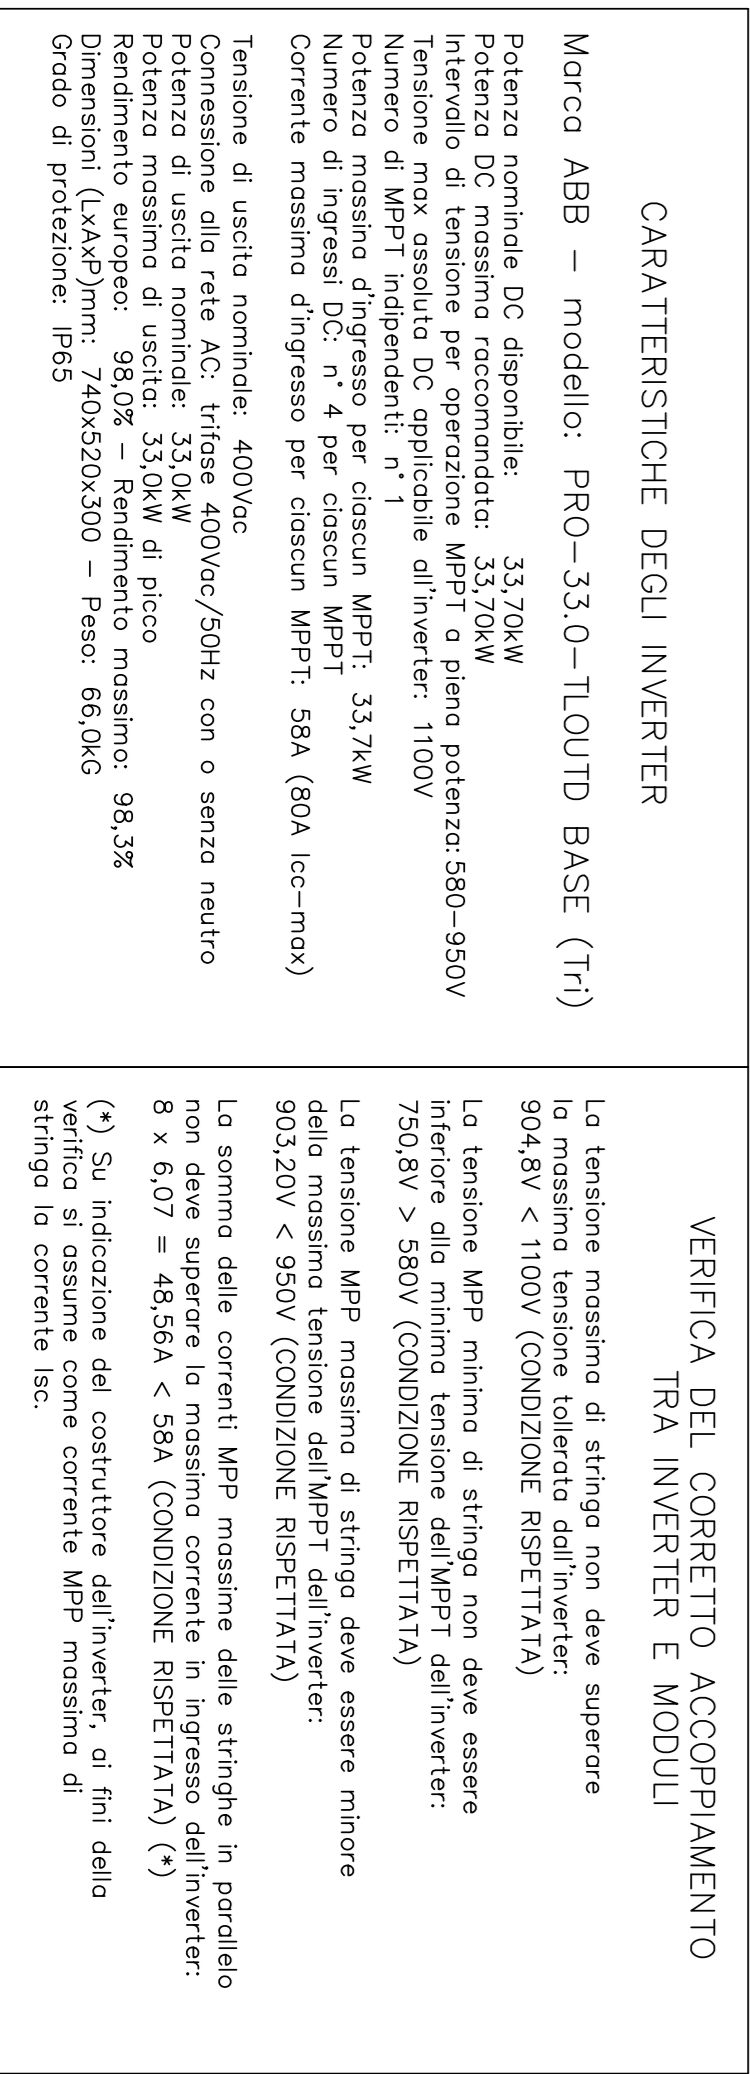 CARATTERISTICHE DEGLI INVERTER
Marca ABB – modello: PRO–33.0–TLOUTD BASE (Tri)
Potenza nominale DC disponibile: 33,70kW
Potenza DC massima raccomandata: 33,70kW
Intervallo di tensione per operazione MPPT a piena potenza: 580–950V
Tensione max assoluta DC applicabile all'inverter: 1100V
Numero di MPPT indipendenti: n° 1
Potenza massina d'ingresso per ciascun MPPT: 33,7kW
Numero di ingressi DC: n° 4 per ciascun MPPT
Corrente massima d'ingresso per ciascun MPPT: 58A (80A Icc–max)
Tensione di uscita nominale: 400Vac
Connessione alla rete AC: trifase 400Vac/50Hz con o senza neutro
Potenza di uscita nominale: 33,0kW
Potenza massima di uscita: 33,0kW di picco
Rendimento europeo: 98,0% – Rendimento massimo: 98,3%
Dimensioni (LxAxP)mm: 740x520x300 – Peso: 66,0kG
Grado di protezione: IP65
VERIFICA DEL CORRETTO ACCOPPIAMENTO
TRA INVERTER E MODULI
La tensione massima di stringa non deve superare
la massima tensione tollerata dall'inverter:
904,8V < 1100V (CONDIZIONE RISPETTATA)
La tensione MPP minima di stringa non deve essere
inferiore alla minima tensione dell'MPPT dell'inverter:
750,8V > 580V (CONDIZIONE RISPETTATA)
La tensione MPP massima di stringa deve essere minore
della massima tensione dell'MPPT dell'inverter:
903,20V < 950V (CONDIZIONE RISPETTATA)
La somma delle correnti MPP massime delle stringhe in parallelo
non deve superare la massima corrente in ingresso dell'inverter:
8 x 6,07 = 48,56A < 58A (CONDIZIONE RISPETTATA) (*)
(*) Su indicazione del costruttore dell'inverter, ai fini della
verifica si assume come corrente MPP massima di
stringa la corrente Isc.